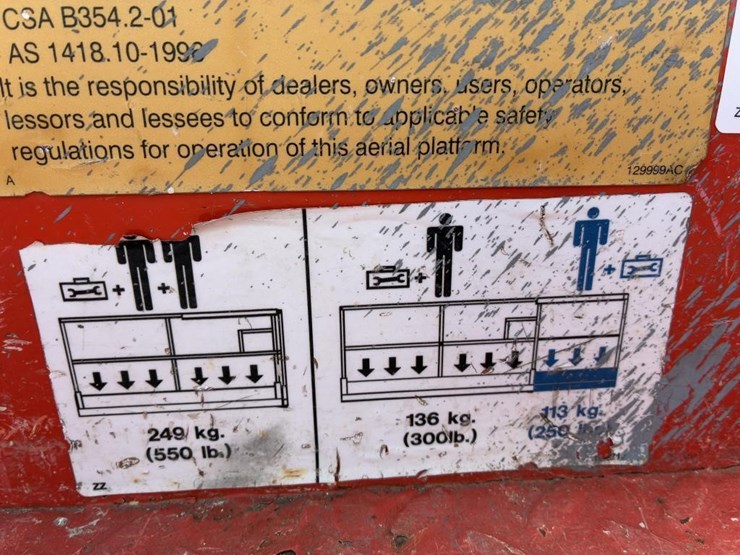 CSA B354.2-01
AS 1418.10-1996
It is the responsibility of dealers, owners, users, operators,
lessors and lessees to conform to applicable safety
regulations for operation of this aerial platform.
A
129999AC
+
+
+
+
249 kg.
(550 lb.)
136 kg.
(300lb.)
113 kg.
(250
ZZ